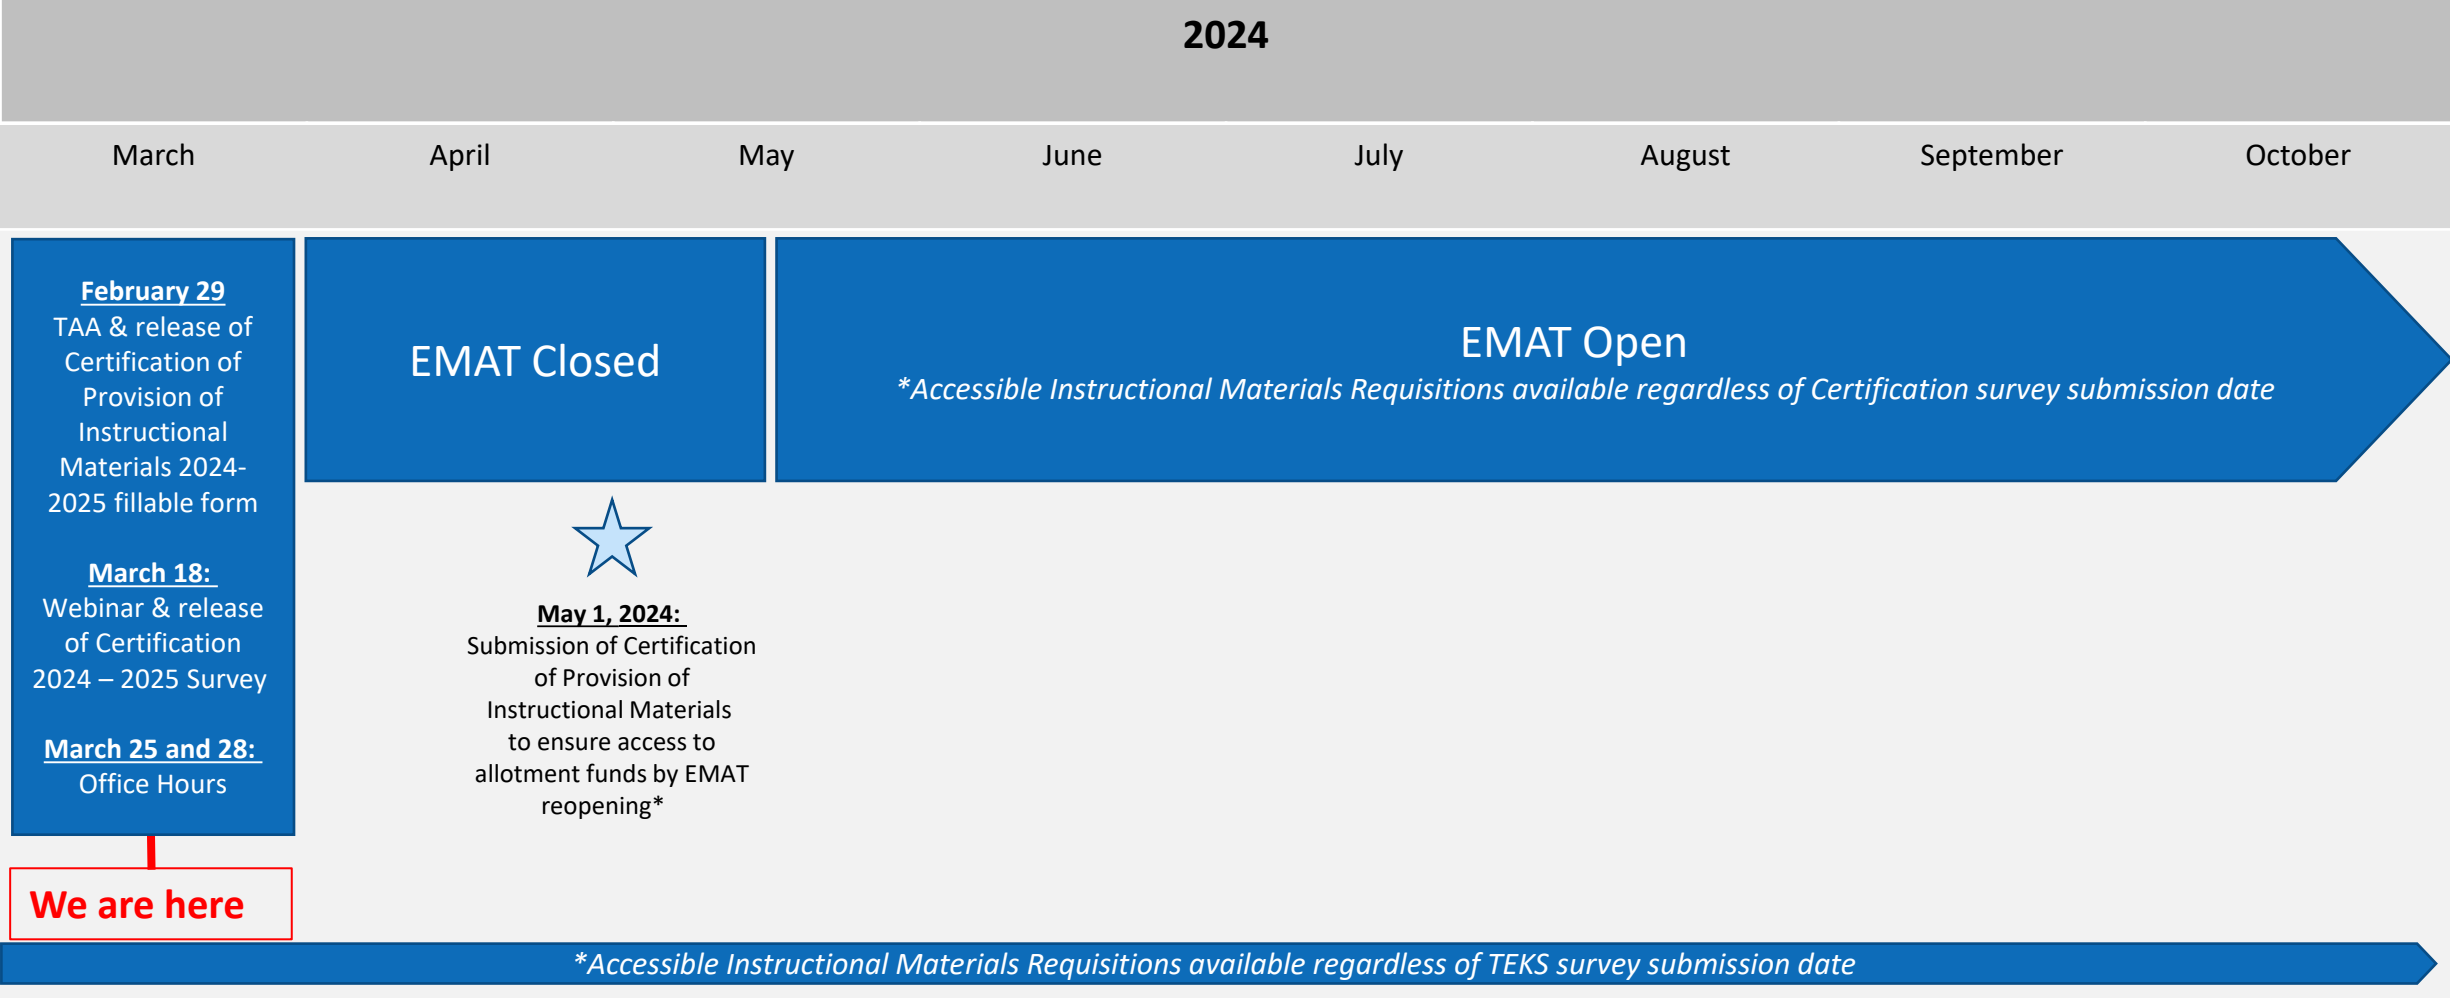 2024
March
April
May
June
July
August
September
October
February 29
TAA & release of
Certification of
Provision of
Instructional
Materials 2024-
2025 fillable form
March 18:
Webinar & release
of Certification
2024 – 2025 Survey
March 25 and 28:
Office Hours
We are here
EMAT Closed
May 1, 2024:
Submission of Certification
of Provision of
Instructional Materials
to ensure access to
allotment funds by EMAT
reopening*
EMAT Open
*Accessible Instructional Materials Requisitions available regardless of Certification survey submission date
*Accessible Instructional Materials Requisitions available regardless of TEKS survey submission date